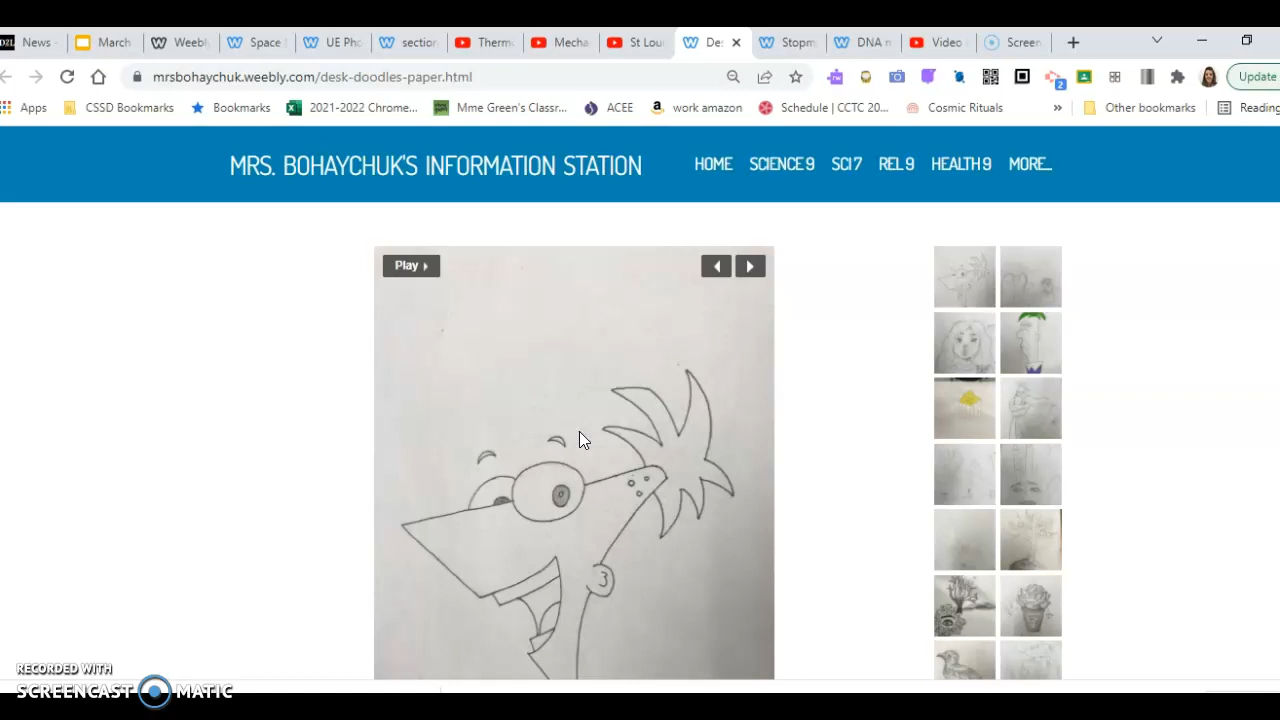 News
March
Weebly
Space
UE Pho
section
Therm
Mecha
St Lou
De
Stopm
DNA m
Video
Screen
mrsbohaychuk.weebly.com/desk-doodles-paper.html
2
Update
Apps
CSSD Bookmarks
Bookmarks
2021-2022 Chrome...
Mme Green's Classr...
ACEE
work amazon
Schedule | CCTC 20...
Cosmic Rituals
»
Other bookmarks
Reading
MRS. BOHAYCHUK'S INFORMATION STATION
HOME SCIENCE 9 SCI 7 REL 9 HEALTH 9 MORE...
Play
RECORDED WITH
SCREENCAST MATIC